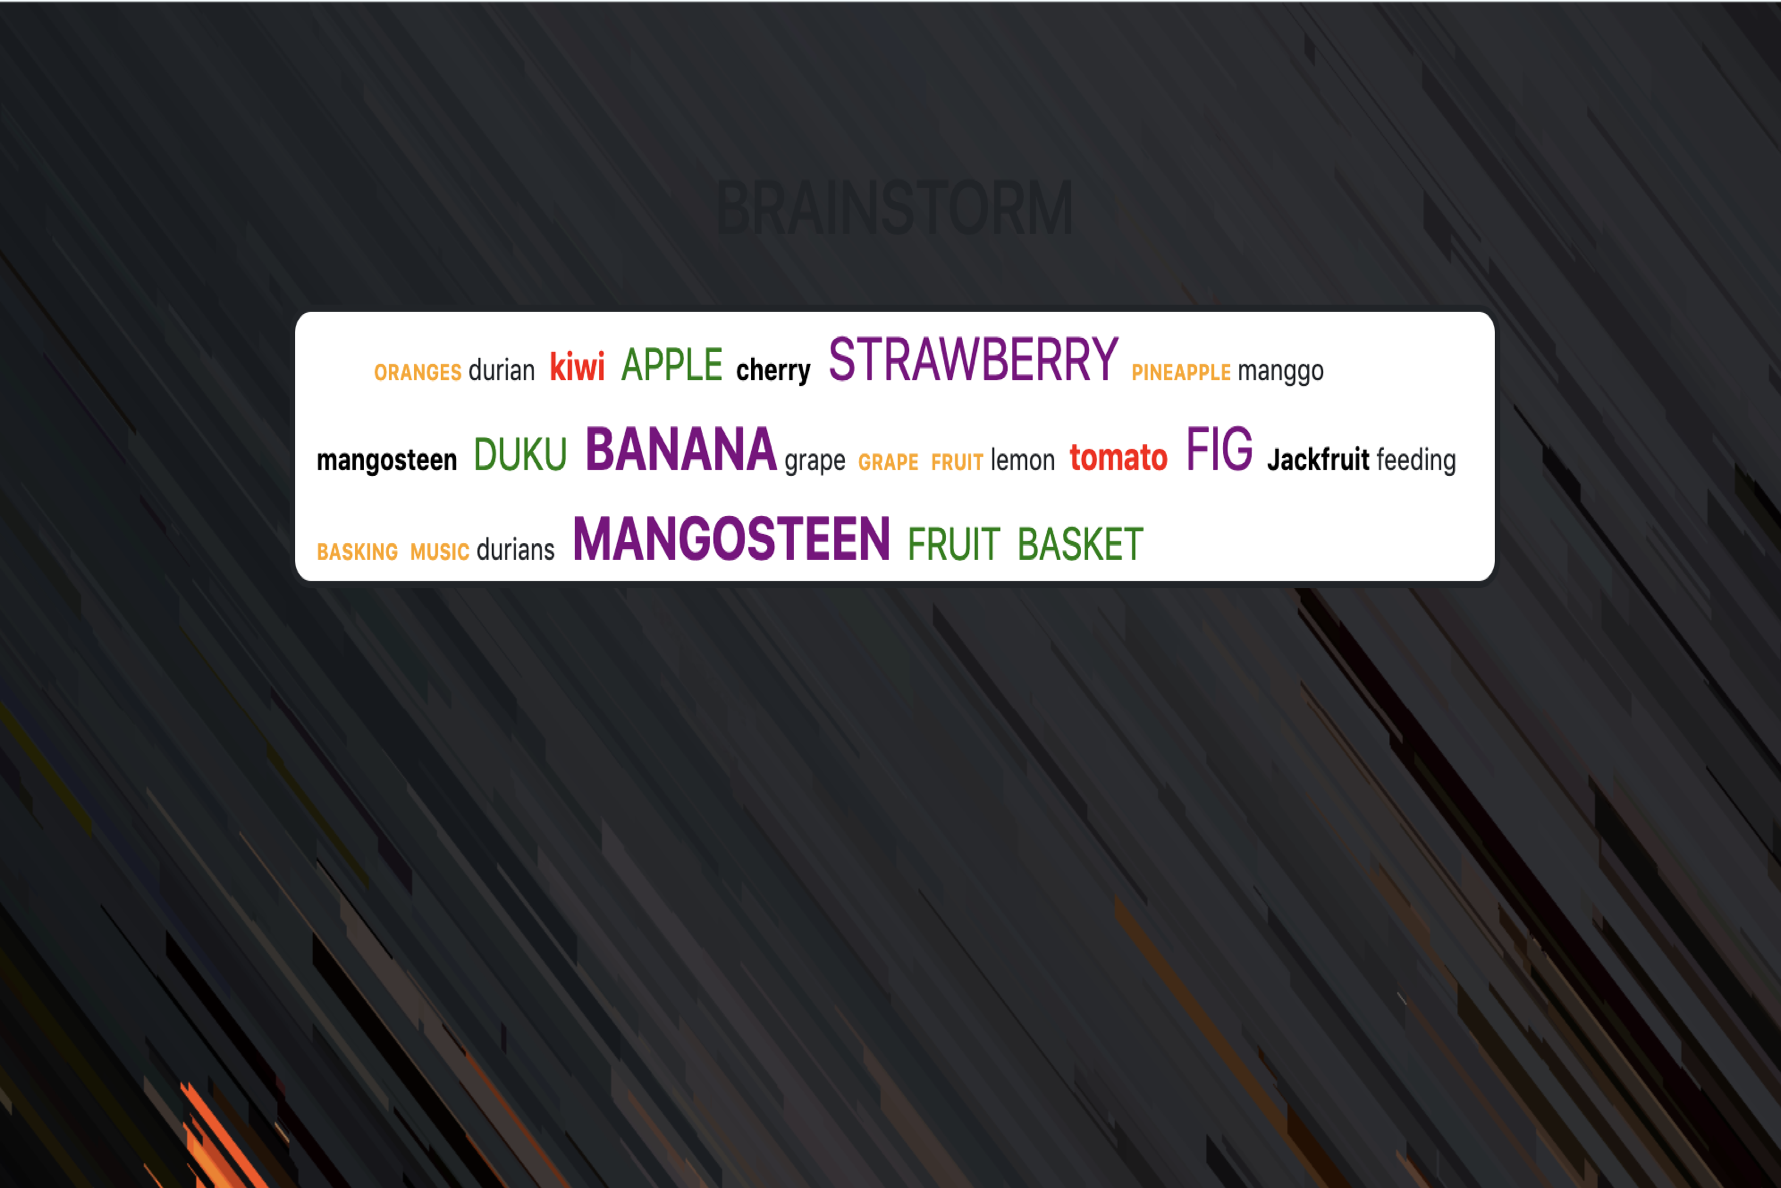 BRAINSTORM
ORANGES durian kiwi APPLE cherry STRAWBERRY PINEAPPLE manggo
mangosteen DUKU BANANA grape GRAPE FRUIT lemon tomato FIG Jackfruit feeding
BASKING MUSIC durians MANGOSTEEN FRUIT BASKET